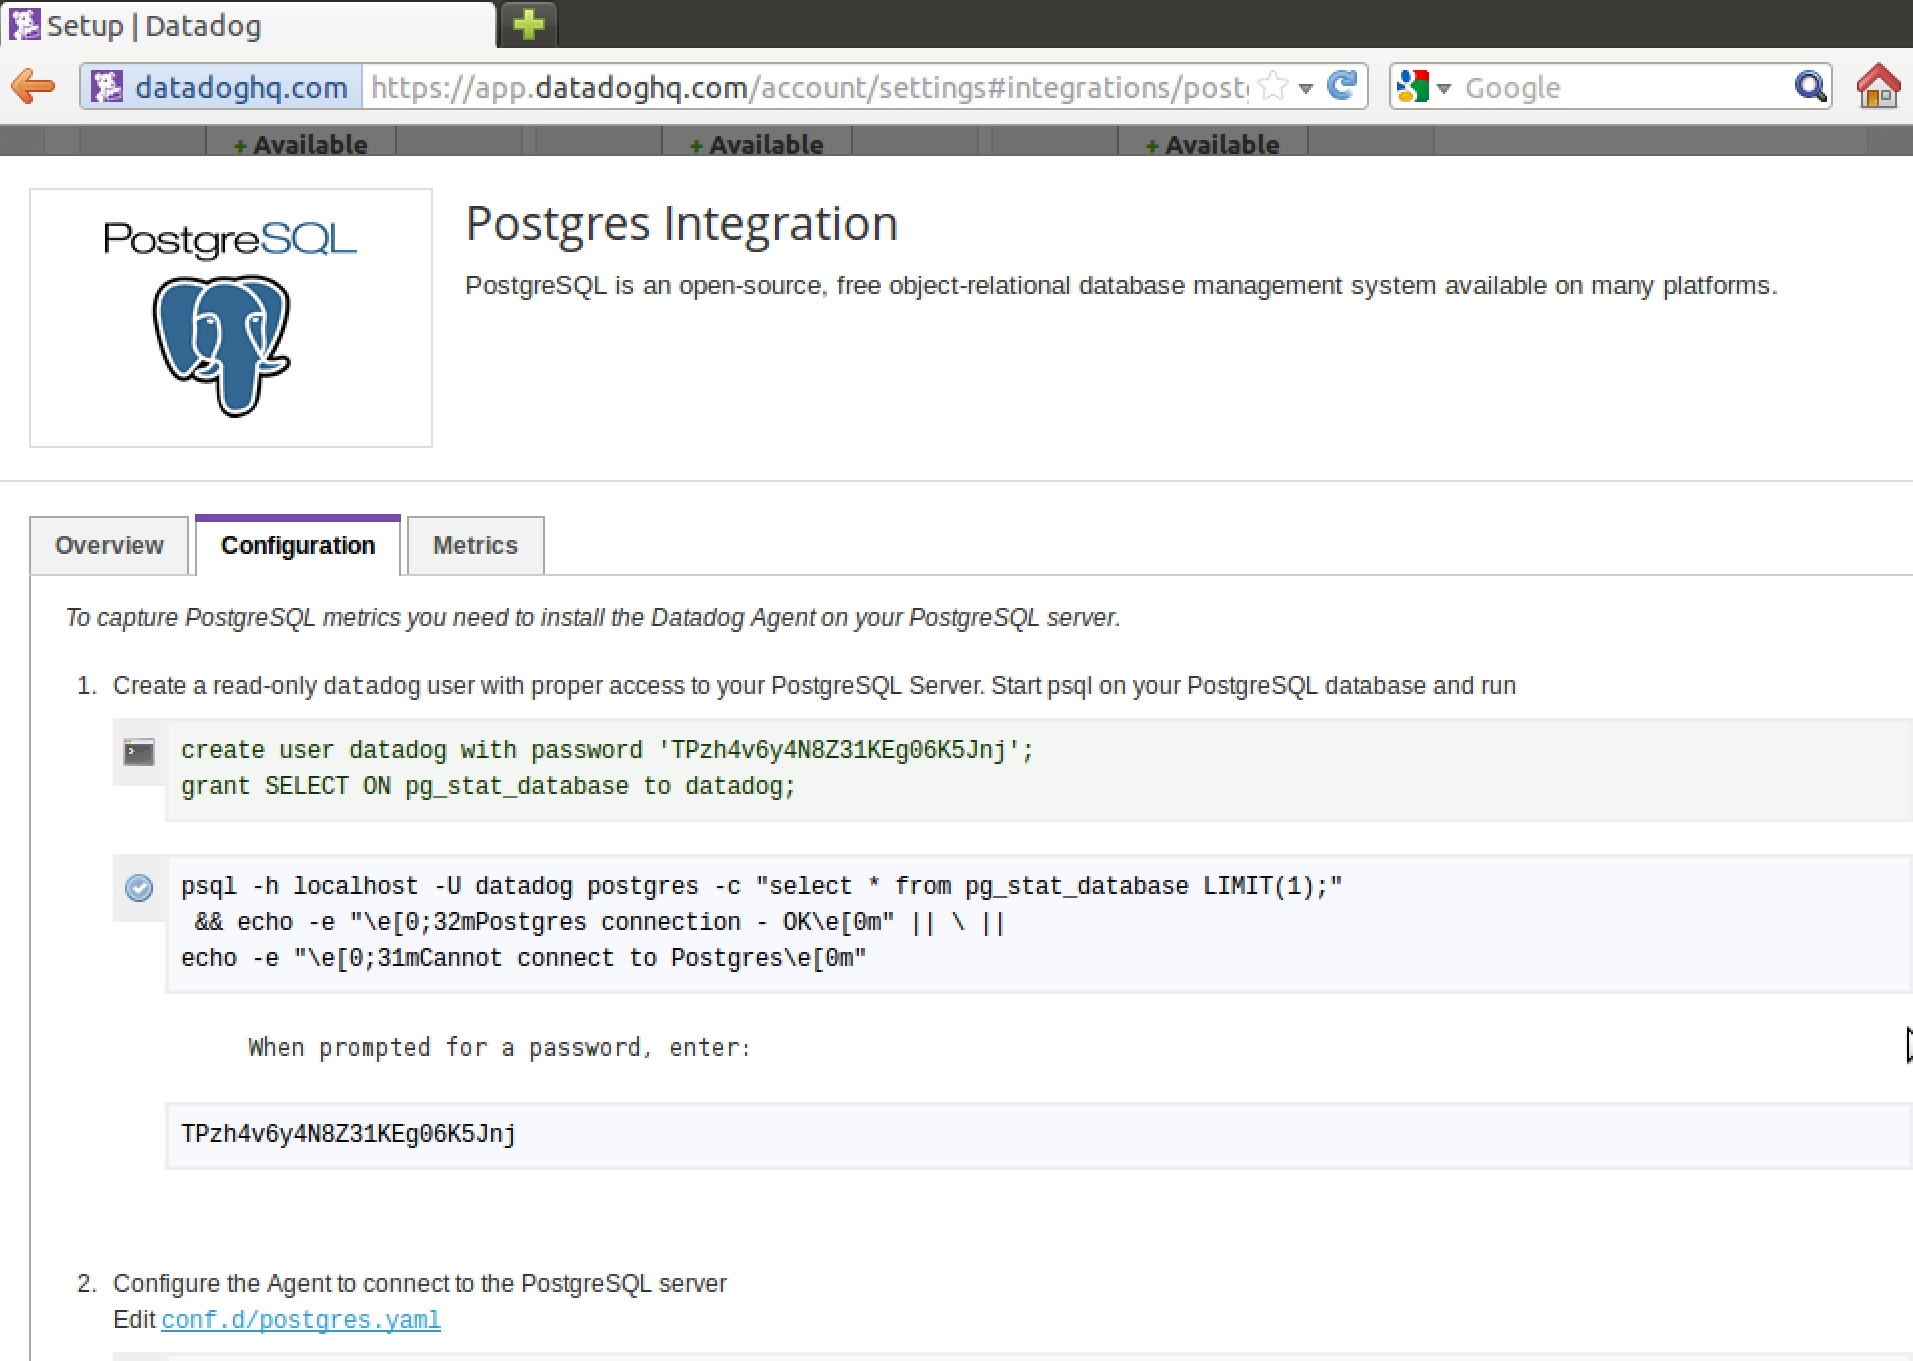 Setup | Datadog
datadoghq.com https://app.datadoghq.com/account/settings#integrations/post Google
+ Available + Available + Available
PostgreSQL
Postgres Integration
PostgreSQL is an open-source, free object-relational database management system available on many platforms.
Overview Configuration Metrics
To capture PostgreSQL metrics you need to install the Datadog Agent on your PostgreSQL server.
1. Create a read-only datadog user with proper access to your PostgreSQL Server. Start psql on your PostgreSQL database and run
create user datadog with password 'TPzh4v6y4N8Z31KEg06K5Jnj';
grant SELECT ON pg_stat_database to datadog;
psql -h localhost -U datadog postgres -c "select * from pg_stat_database LIMIT(1);"
&& echo -e "\e[0;32mPostgres connection - OK\e[0m" || \ ||
echo -e "\e[0;31mCannot connect to Postgres\e[0m"
When prompted for a password, enter:
TPzh4v6y4N8Z31KEg06K5Jnj
2. Configure the Agent to connect to the PostgreSQL server
Edit conf.d/postgres.yaml